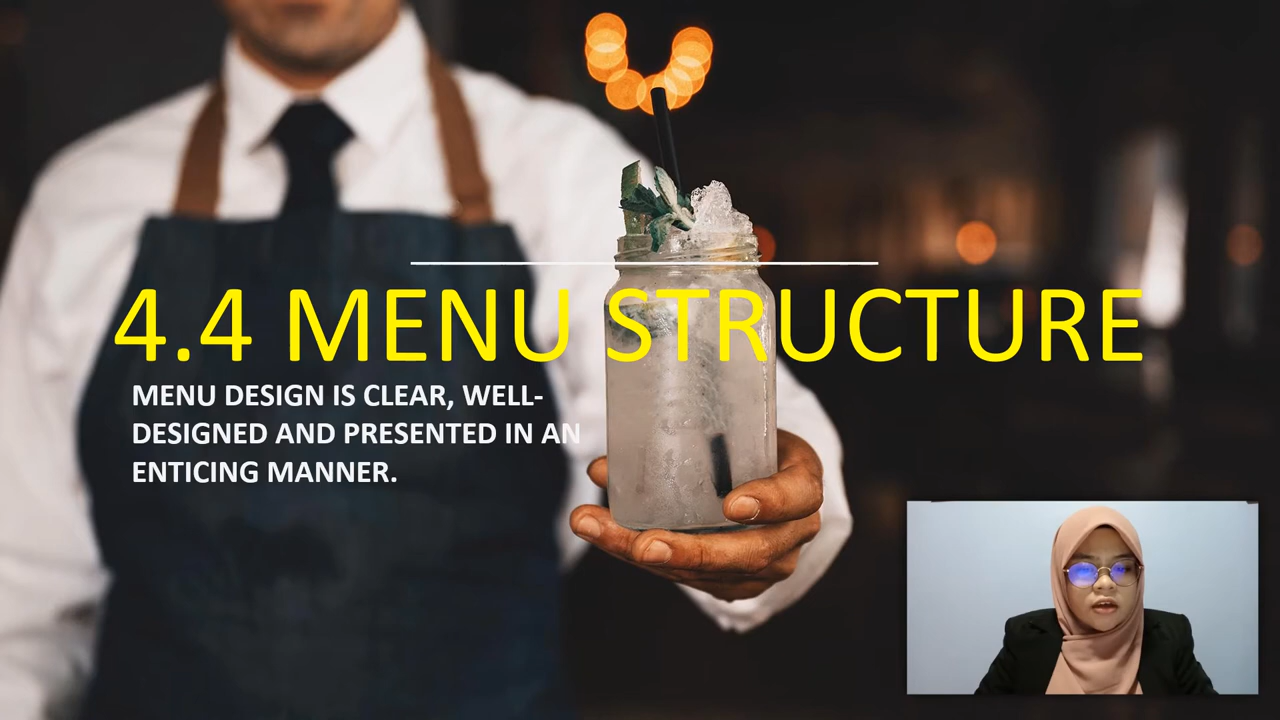 4.4 MENU STRUCTURE
MENU DESIGN IS CLEAR, WELL-
DESIGNED AND PRESENTED IN AN
ENTICING MANNER.